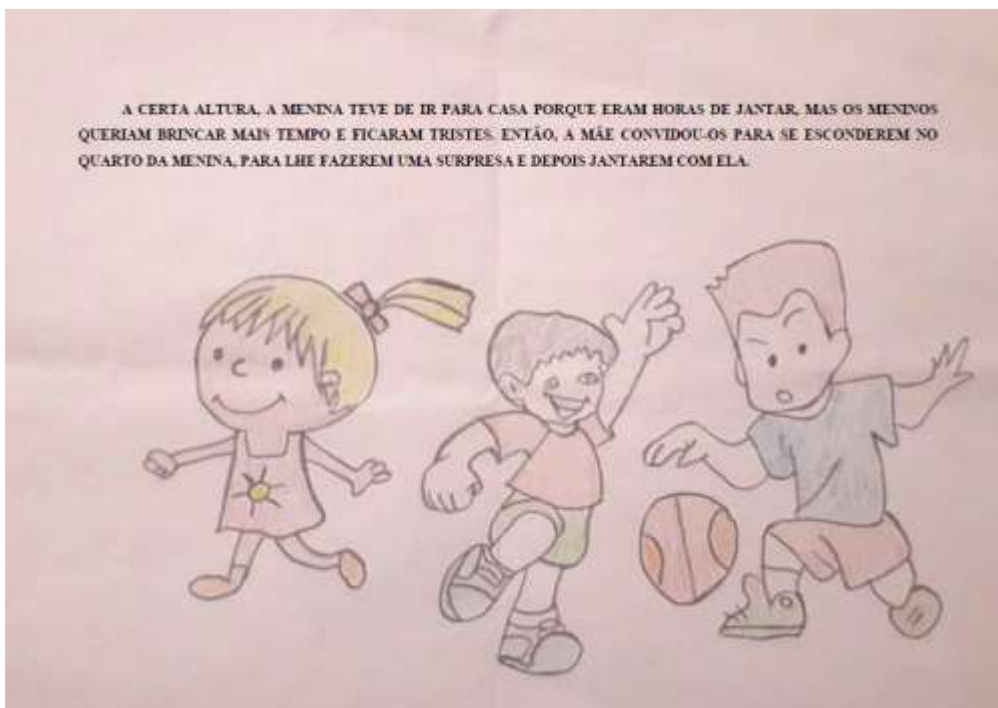 A CERTA ALTURA, A MENINA TEVE DE IR PARA CASA PORQUE ERAM HORAS DE JANTAR, MAS OS MENINOS
QUERIAM BRINCAR MAIS TEMPO E FICARAM TRISTES. ENTÃO, A MÃE CONVIDOU-OS PARA SE ESCONDEREM NO
QUARTO DA MENINA, PARA LHE FAZEREM UMA SURPRESA E DEPOIS JANTAREM COM ELA.